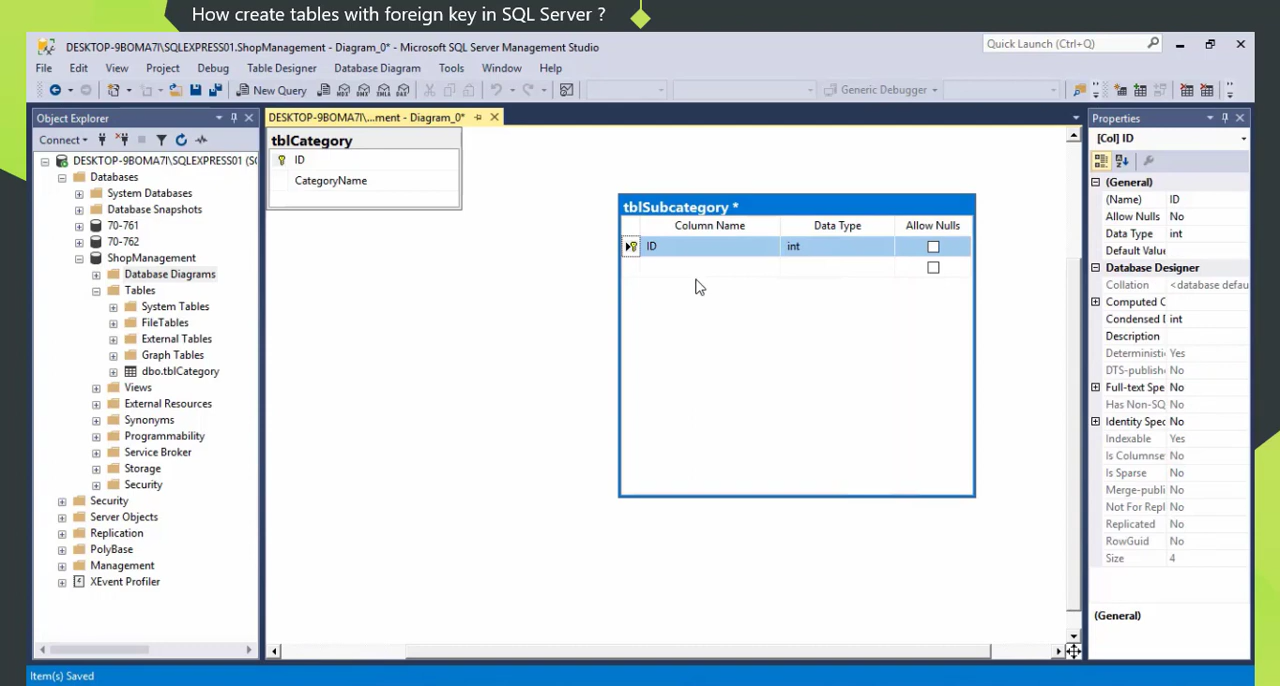 How create tables with foreign key in SQL Server ?
DESKTOP-9BOMA7I\SQLEXPRESS01.ShopManagement - Diagram_0* - Microsoft SQL Server Management Studio
Quick Launch (Ctrl+Q)
File Edit View Project Debug Table Designer Database Diagram Tools Window Help
New Query
Generic Debugger
Object Explorer
Connect
DESKTOP-9BOMA7I\SQLEXPRESS01 (SQ
Databases
System Databases
Database Snapshots
70-761
70-762
ShopManagement
Database Diagrams
Tables
System Tables
FileTables
External Tables
Graph Tables
dbo.tblCategory
Views
External Resources
Synonyms
Programmability
Service Broker
Storage
Security
Security
Server Objects
Replication
PolyBase
Management
XEvent Profiler
DESKTOP-9BOMA7I\...ment - Diagram_0*
tblCategory
ID
CategoryName
tblSubcategory *
Column Name Data Type Allow Nulls
ID int
Properties
[Col] ID
(General)
(Name) ID
Allow Nulls No
Data Type int
Default Value
Database Designer
Collation <database defau
Computed C
Condensed D int
Description
Deterministi Yes
DTS-publish No
Full-text Spe No
Has Non-SQ No
Identity Spec No
Indexable Yes
Is Columnse No
Is Sparse No
Merge-publi No
Not For Repl No
Replicated No
RowGuid No
Size 4
(General)
Item(s) Saved